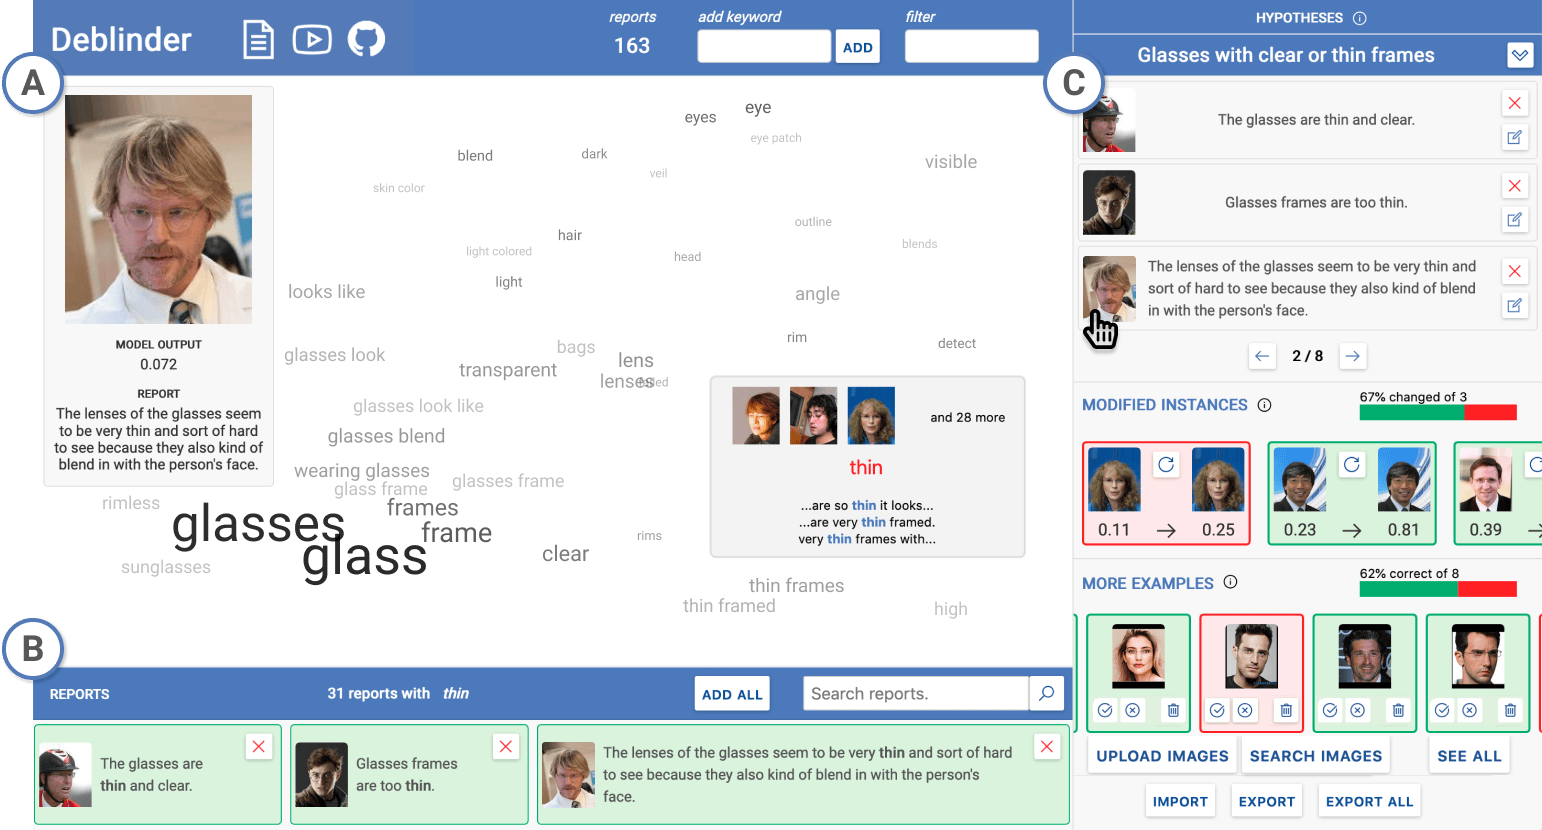 Deblinder
reports
163
add keyword
ADD
filter
A
MODEL OUTPUT
0.072
REPORT
The lenses of the glasses seem
to be very thin and sort of hard
to see because they also kind of
blend in with the person's face.
eye
eyes
eye patch
blend
dark
visible
veil
skin color
outline
hair
blends
light colored
head
light
looks like
angle
rim
detect
bags
glasses look
lens
transparent
lenses
glasses look like
glasses blend
wearing glasses
glass frame
glasses frame
rimless
frames
glasses
frame
glass
clear
rims
sunglasses
thin frames
thin framed
high
and 28 more
thin
...are so thin it looks...
...are very thin framed.
very thin frames with...
B
REPORTS
31 reports with thin
ADD ALL
Search reports.
The glasses are
thin and clear.
Glasses frames
are too thin.
The lenses of the glasses seem to be very thin and sort of hard
to see because they also kind of blend in with the person's
face.
HYPOTHESES
Glasses with clear or thin frames
C
The glasses are thin and clear.
Glasses frames are too thin.
The lenses of the glasses seem to be very thin and
sort of hard to see because they also kind of blend
in with the person's face.
2 / 8
MODIFIED INSTANCES
67% changed of 3
0.11 → 0.25
0.23 → 0.81
0.39 →
MORE EXAMPLES
62% correct of 8
UPLOAD IMAGES
SEARCH IMAGES
SEE ALL
IMPORT
EXPORT
EXPORT ALL